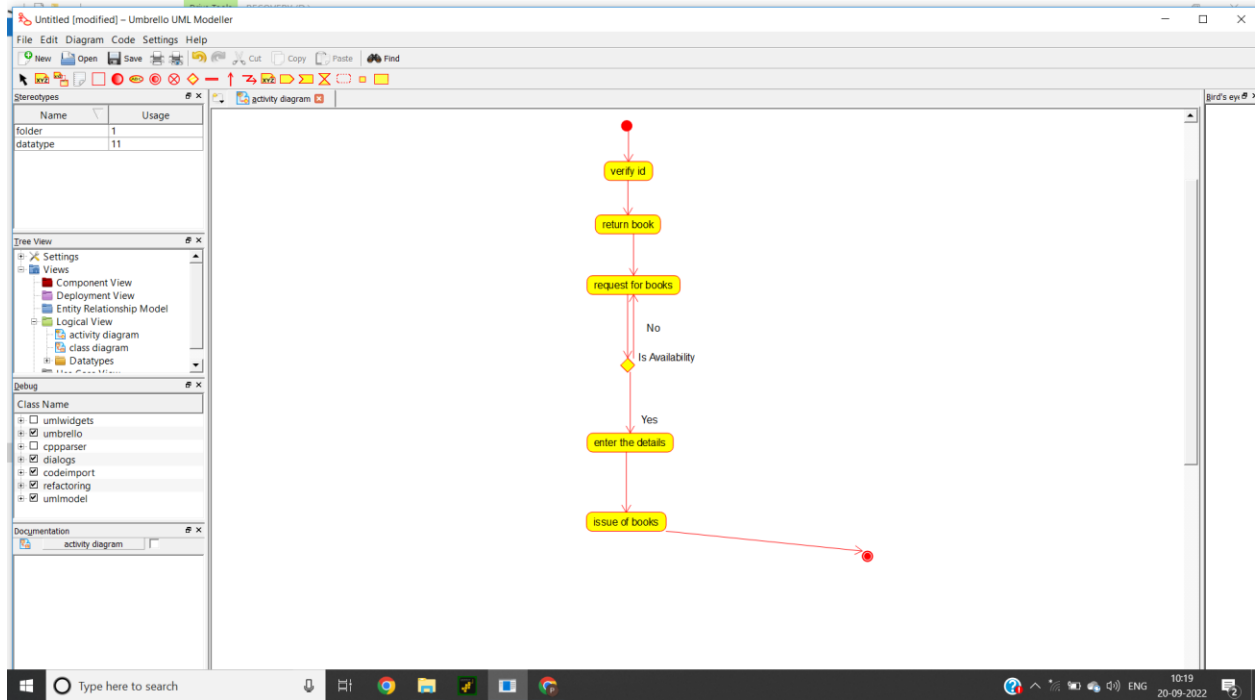 Untitled [modified] – Umbrello UML Modeller
File Edit Diagram Code Settings Help
New Open Save Cut Copy Paste Find
Stereotypes
activity diagram
Bird's eye
Name Usage
folder 1
datatype 11
Tree View
Settings
Views
Component View
Deployment View
Entity Relationship Model
Logical View
activity diagram
class diagram
Datatypes
Debug
Class Name
umlwidgets
umbrello
cppparser
dialogs
codeimport
refactoring
umlmodel
Documentation
activity diagram
verify id
return book
request for books
No
Is Availability
Yes
enter the details
issue of books
Type here to search
ENG
10:19
20-09-2022